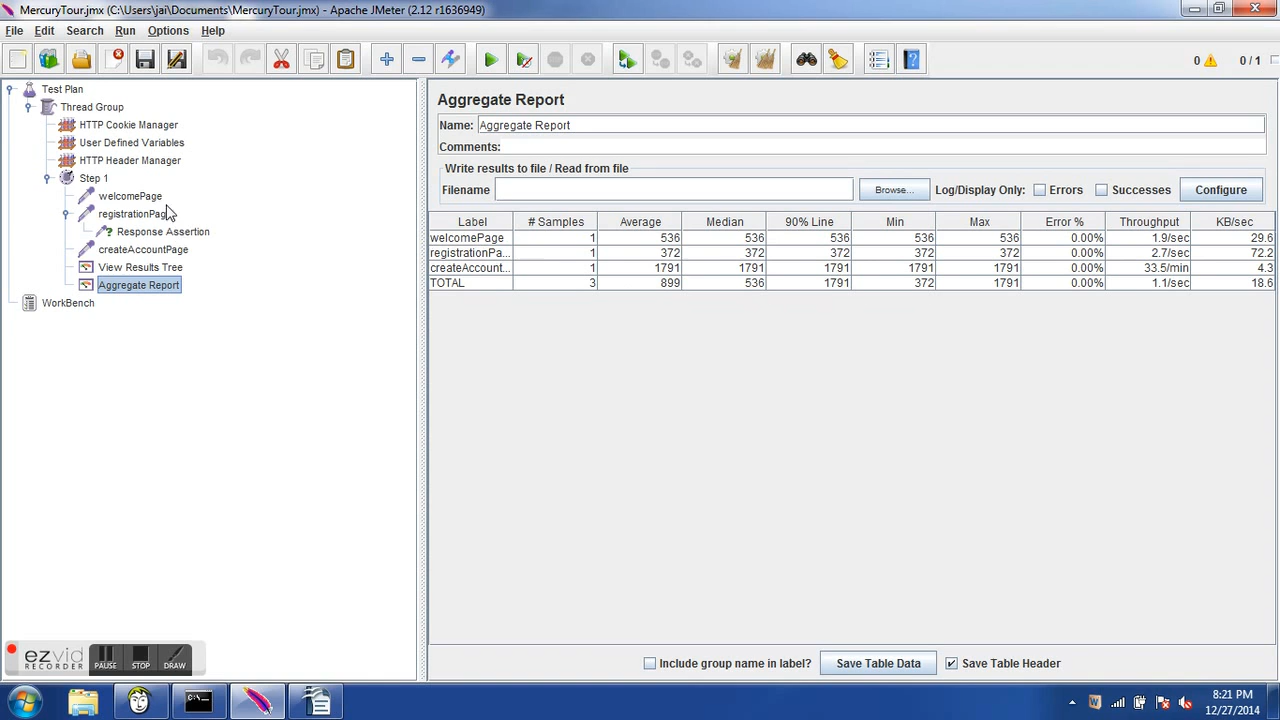 MercuryTour.jmx (C:\Users\jai\Documents\MercuryTour.jmx) - Apache JMeter (2.12 r1636949)
File Edit Search Run Options Help
0 0 / 1
Test Plan
Thread Group
HTTP Cookie Manager
User Defined Variables
HTTP Header Manager
Step 1
welcomePage
registrationPag
Response Assertion
createAccountPage
View Results Tree
Aggregate Report
WorkBench
Aggregate Report
Name: Aggregate Report
Comments:
Write results to file / Read from file
Filename Browse... Log/Display Only: Errors Successes Configure
Label # Samples Average Median 90% Line Min Max Error % Throughput KB/sec
welcomePage 1 536 536 536 536 536 0.00% 1.9/sec 29.6
registrationPa... 1 372 372 372 372 372 0.00% 2.7/sec 72.2
createAccount... 1 1791 1791 1791 1791 1791 0.00% 33.5/min 4.3
TOTAL 3 899 536 1791 372 1791 0.00% 1.1/sec 18.6
Include group name in label? Save Table Data Save Table Header
ezvid
RECORDER
PAUSE STOP DRAW
C:\.
W
8:21 PM
12/27/2014